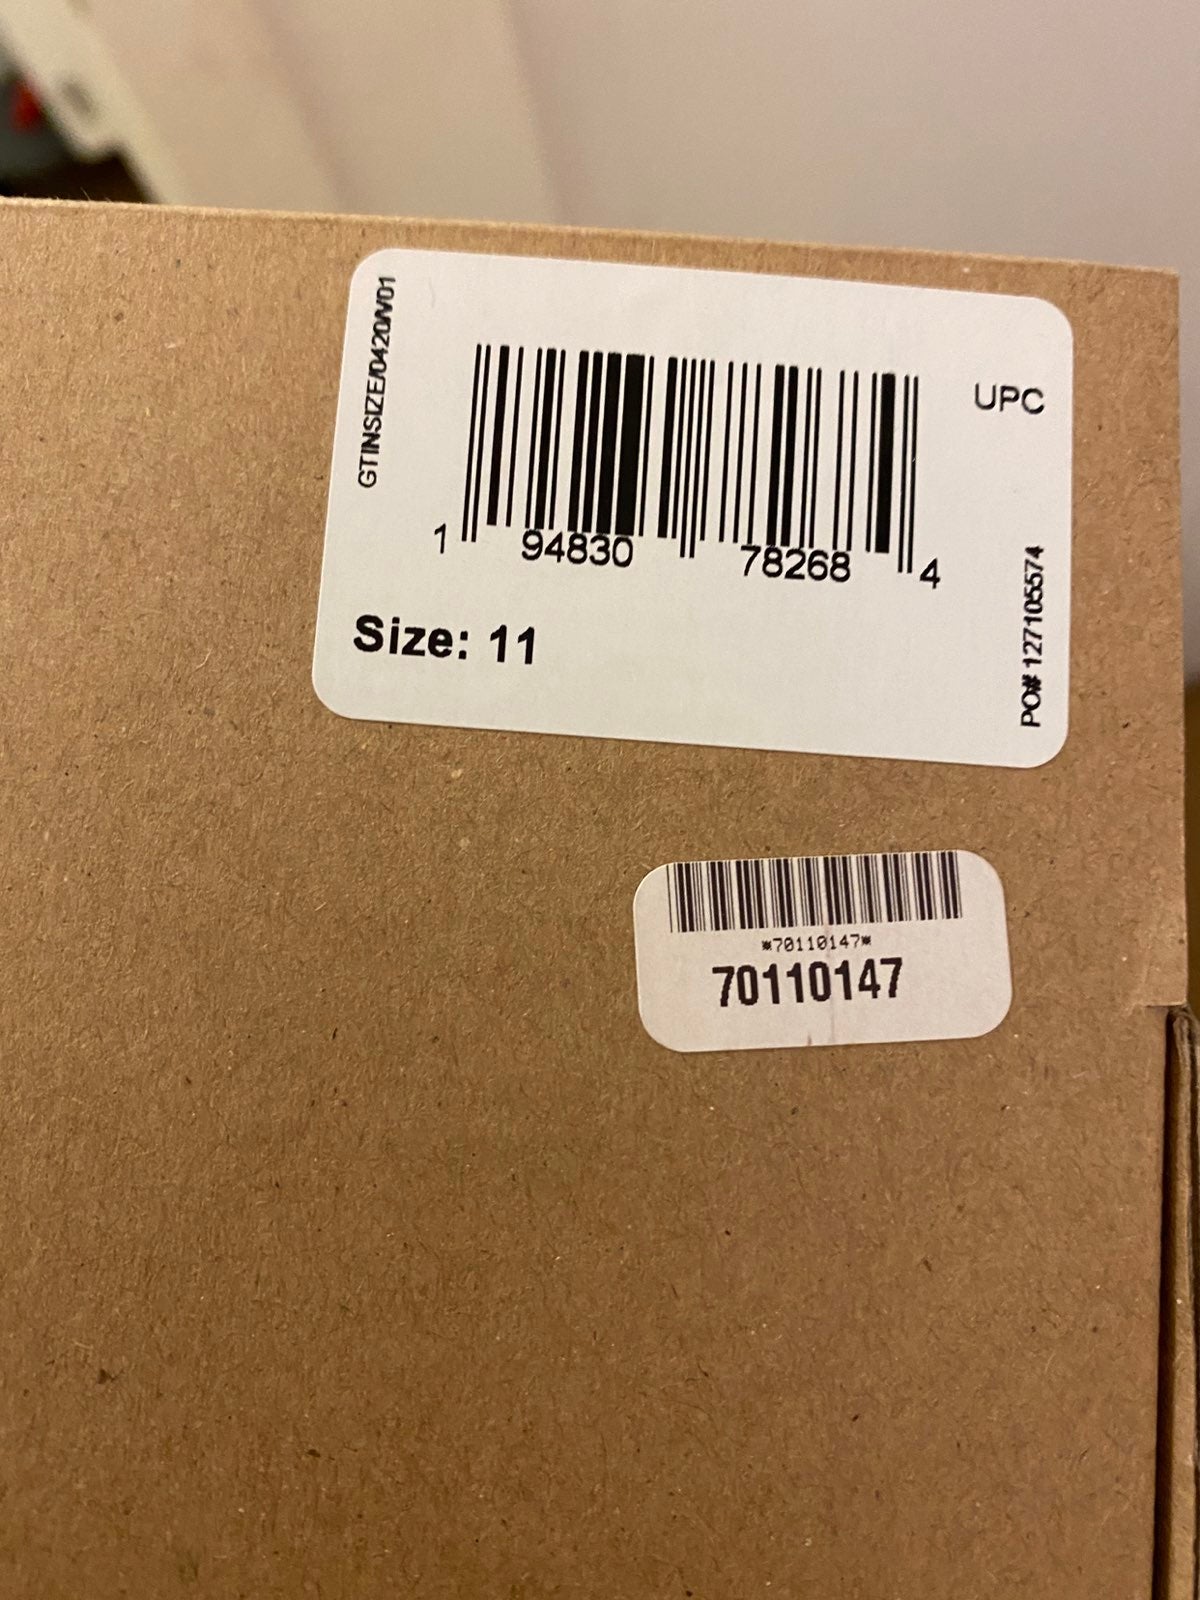 GTINSIZE/0420/V01
UPC
1 94830 78268 4
Size: 11
PO# 127105574
*70110147*
70110147